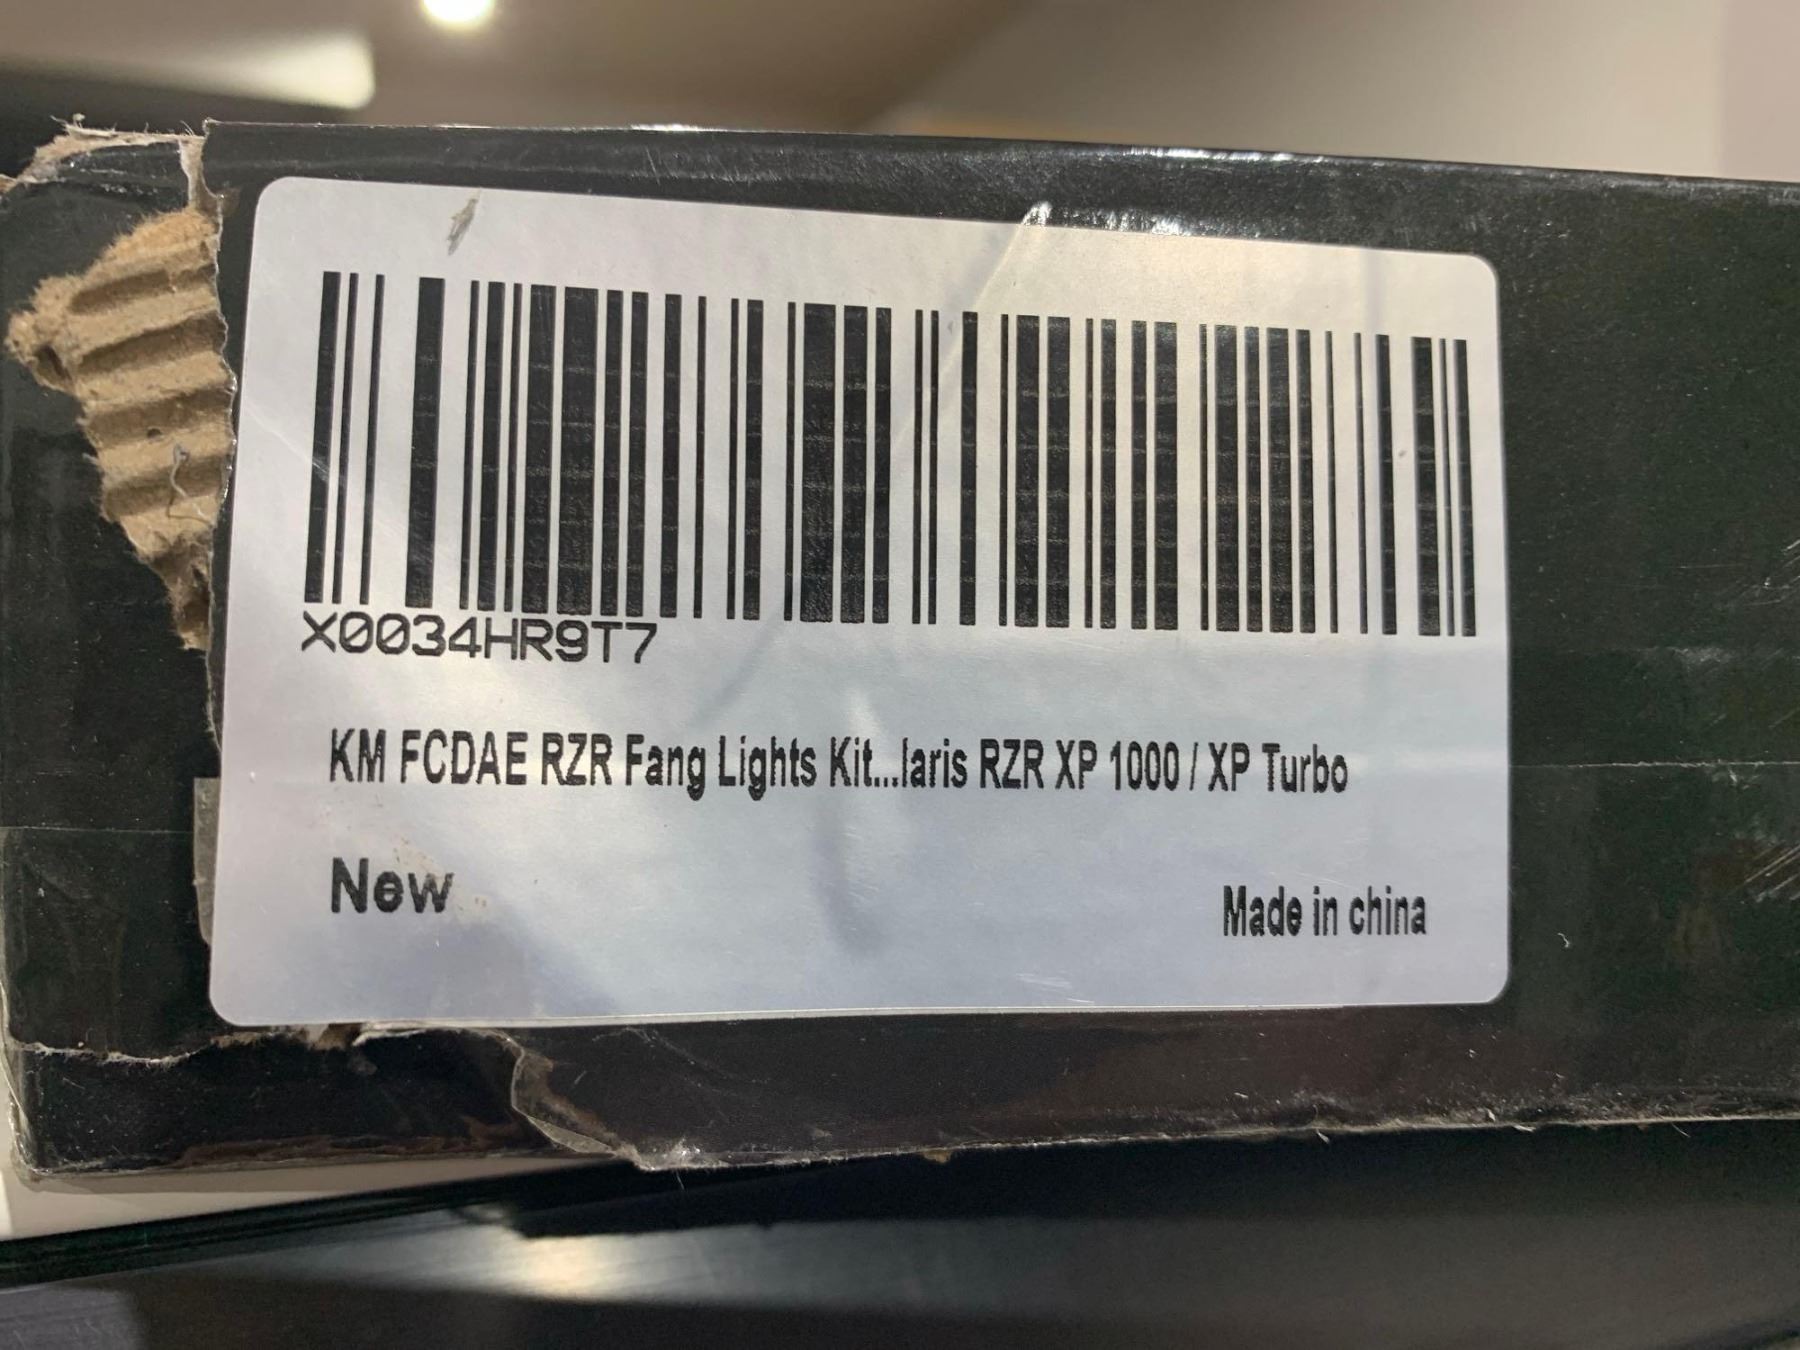 X0034HR9T7
KM FCDAE RZR Fang Lights Kit...laris RZR XP 1000 / XP Turbo
New
Made in china